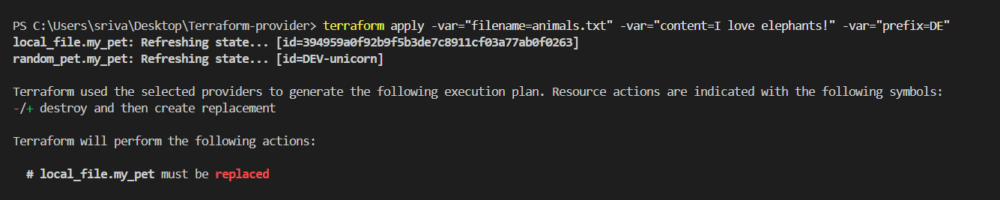 PS C:\Users\sriva\Desktop\Terraform-provider> terraform apply -var="filename=animals.txt" -var="content=I love elephants!" -var="prefix=DE"
local_file.my_pet: Refreshing state... [id=394959a0f92b9f5b3de7c8911cf03a77ab0f0263]
random_pet.my_pet: Refreshing state... [id=DEV-unicorn]
Terraform used the selected providers to generate the following execution plan. Resource actions are indicated with the following symbols:
-/+ destroy and then create replacement
Terraform will perform the following actions:
# local_file.my_pet must be replaced